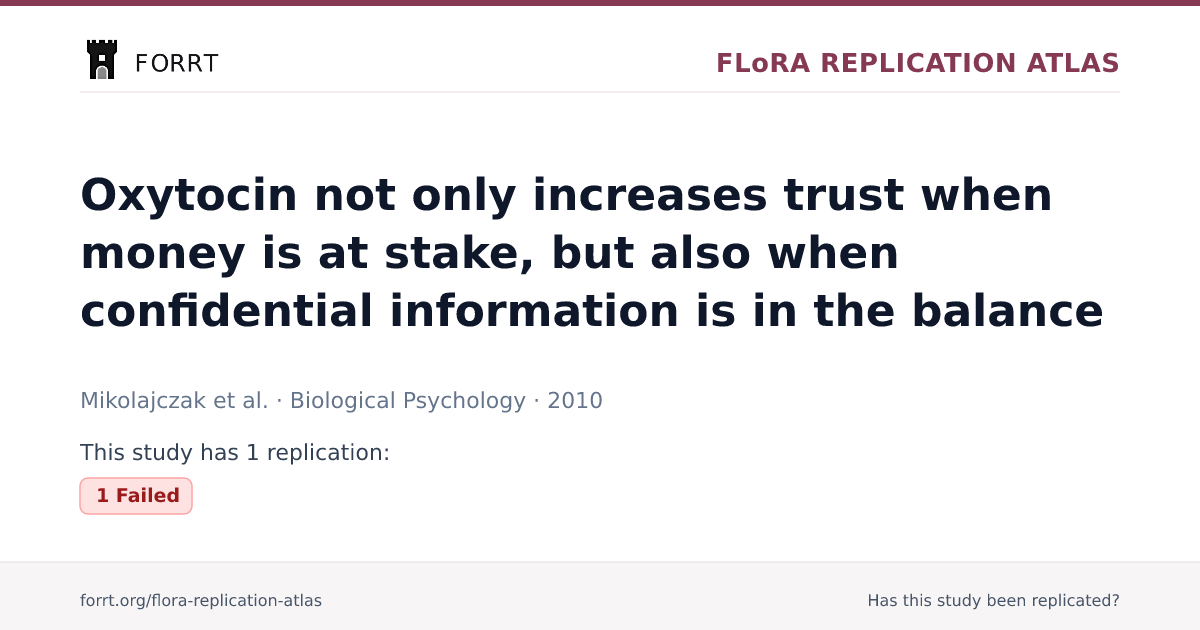 FORRT
FLoRA REPLICATION ATLAS
Oxytocin not only increases trust when
money is at stake, but also when
confidential information is in the balance
Mikolajczak et al. · Biological Psychology · 2010
This study has 1 replication:
1 Failed
forrt.org/flora-replication-atlas
Has this study been replicated?